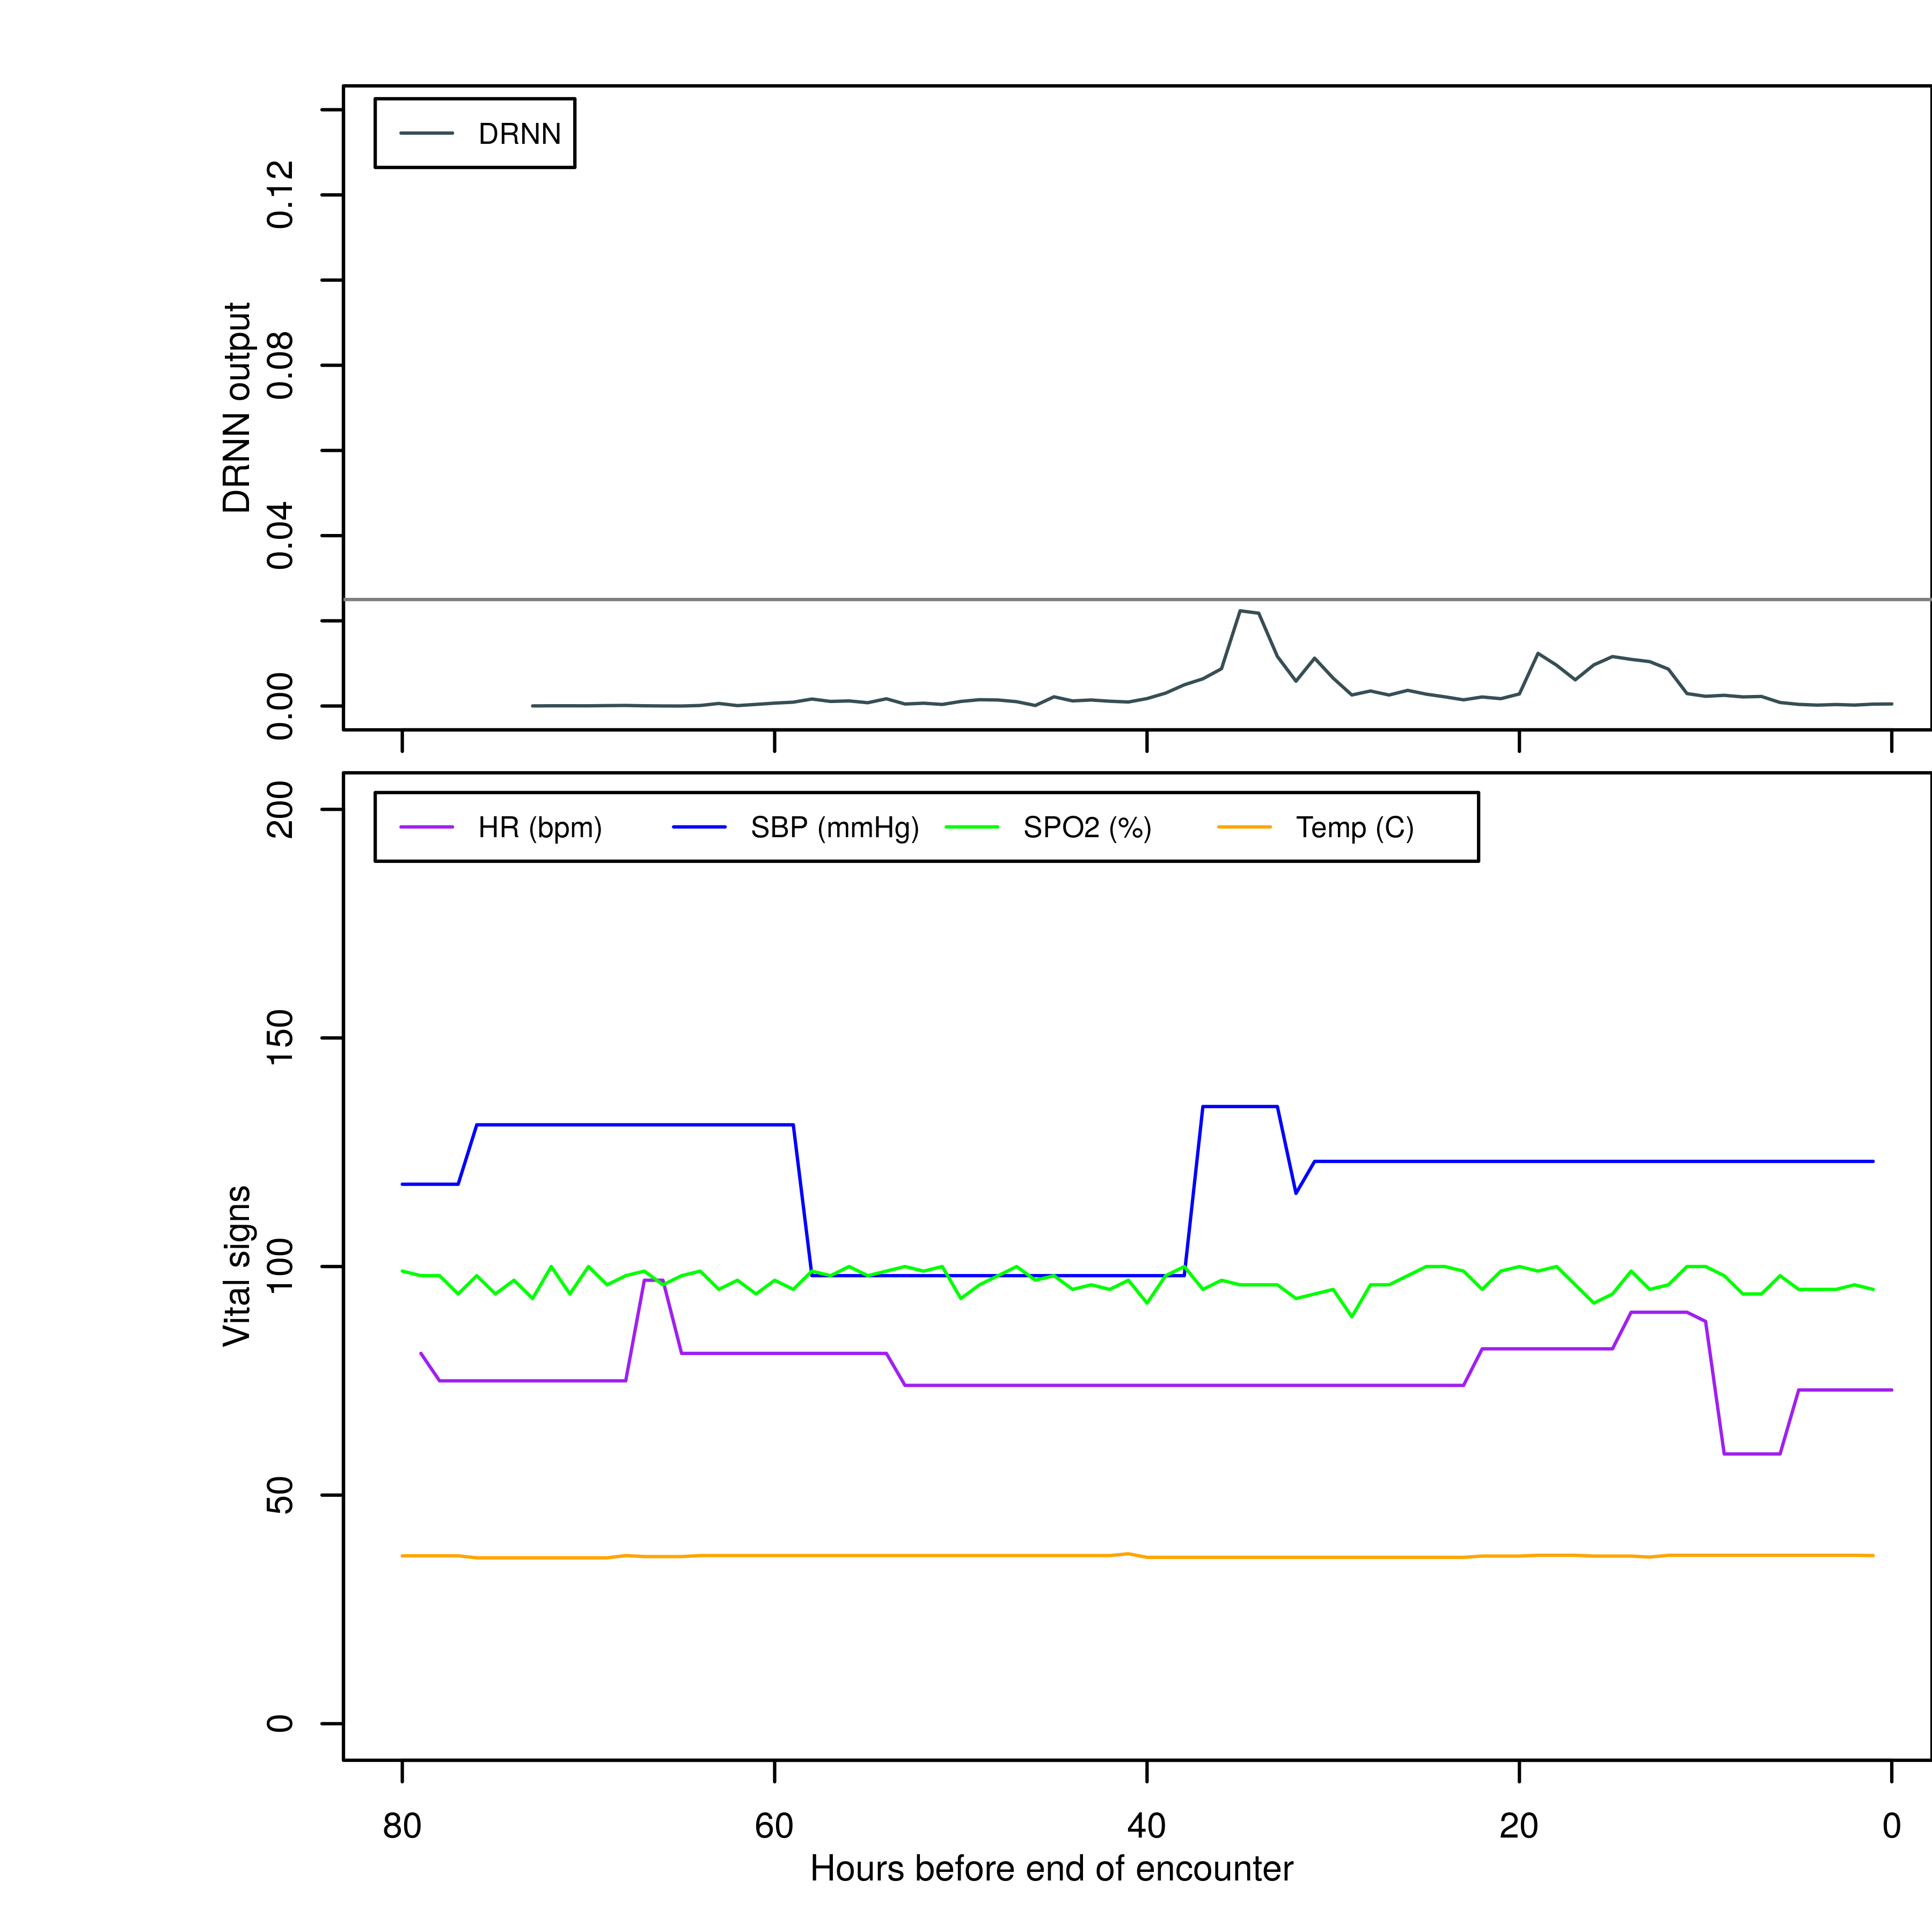 DRNN
0.12
0.08
0.04
0.00
DRNN output
HR (bpm) SBP (mmHg) SPO2 (%) Temp (C)
200
150
100
50
0
Vital signs
80 60 40 20 0
Hours before end of encounter